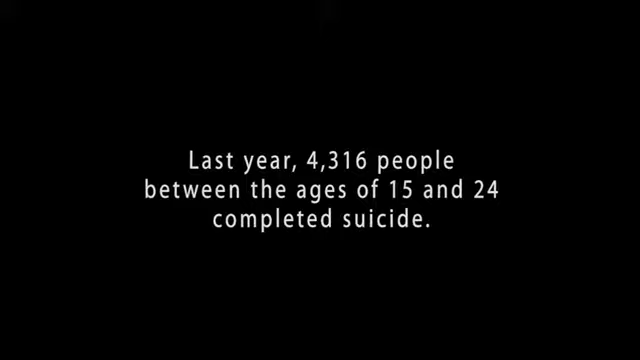 Last year, 4,316 people
between the ages of 15 and 24
completed suicide.